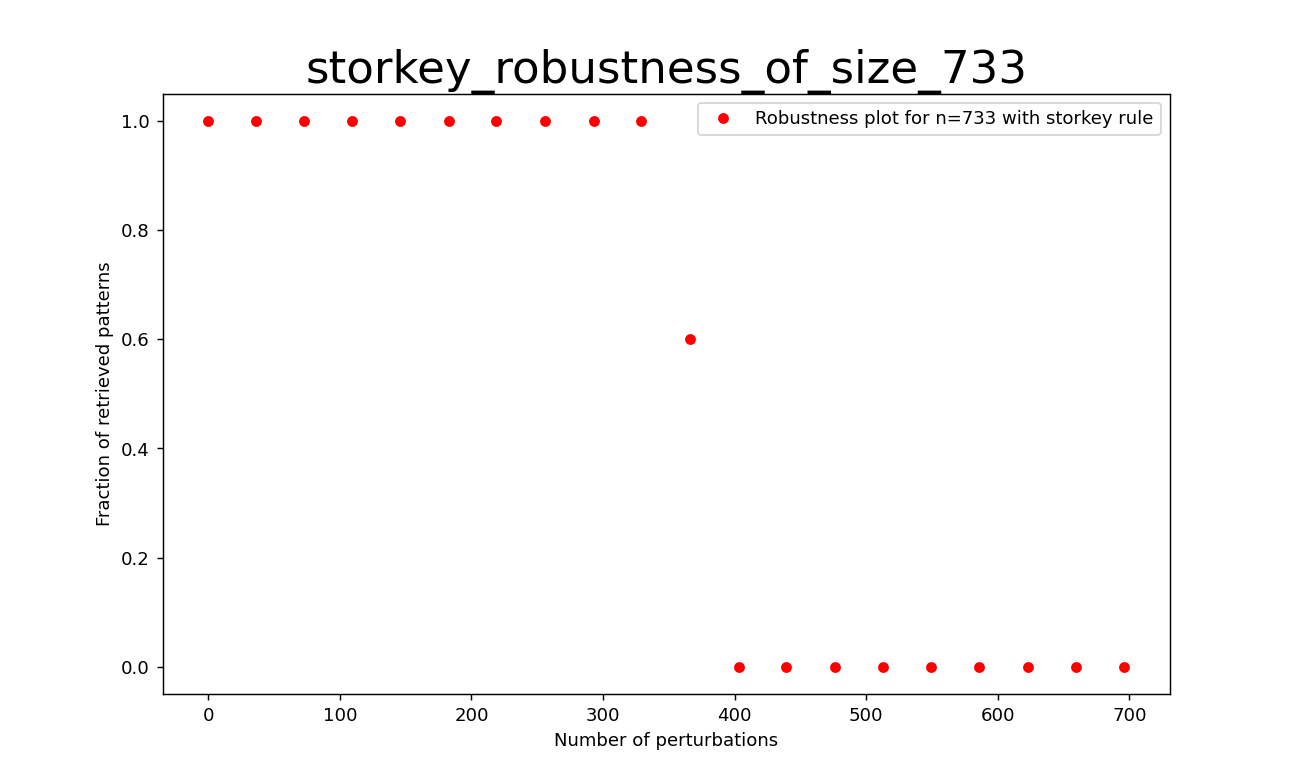 storkey_robustness_of_size_733
Robustness plot for n=733 with storkey rule
1.0
0.8
0.6
0.4
0.2
0.0
Fraction of retrieved patterns
0 100 200 300 400 500 600 700
Number of perturbations